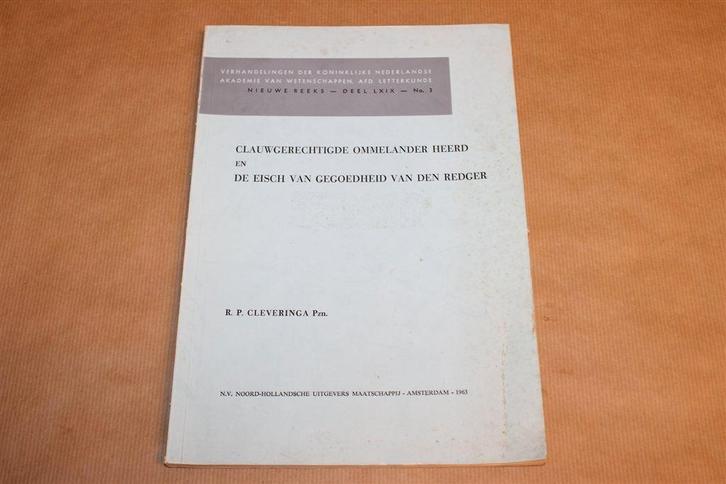 VERHANDELINGEN DER KONINKLIJKE NEDERLANDSE
AKADEMIE VAN WETENSCHAPPEN, AFD. LETTERKUNDE
NIEUWE REEKS — DEEL LXIX — No. 3
CLAUWGERECHTIGDE OMMELANDER HEERD
EN
DE EISCH VAN GEGOEDHEID VAN DEN REDGER
R. P. CLEVERINGA Pzn.
N.V. NOORD-HOLLANDSCHE UITGEVERS MAATSCHAPPIJ - AMSTERDAM - 1963